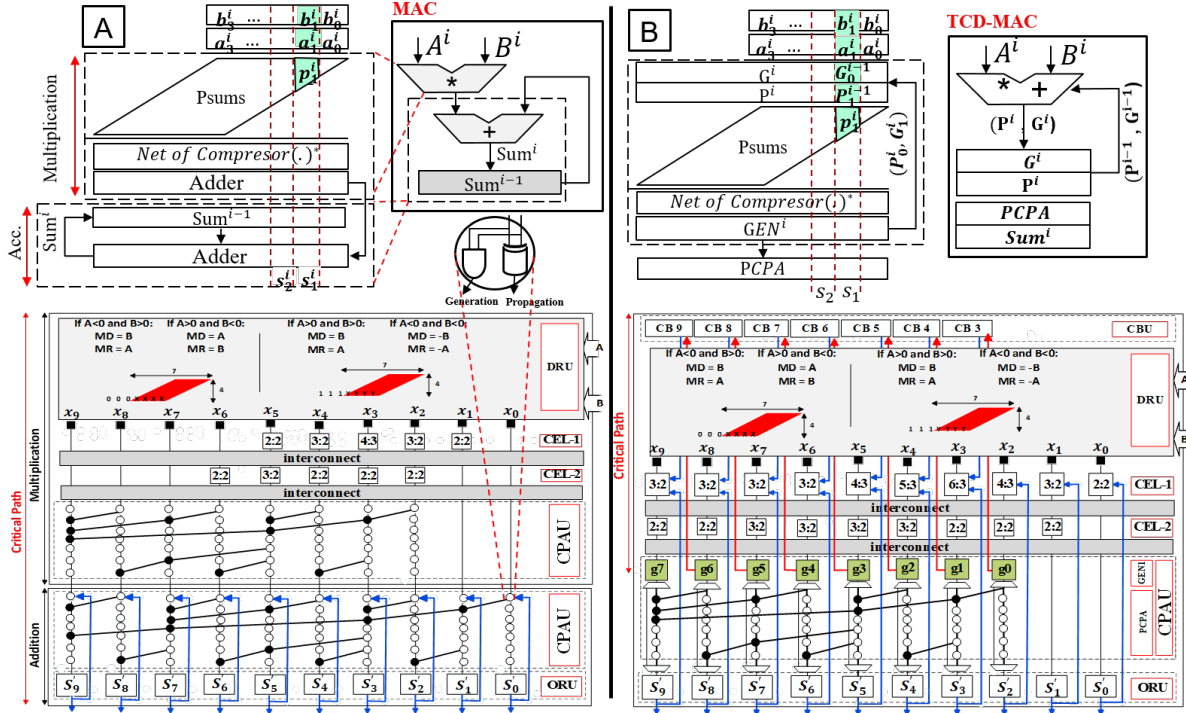 A
MAC
b₃ⁱ ... b₁ⁱ b₀ⁱ
a₃ⁱ ... a₁ⁱ a₀ⁱ
p₁ⁱ
Psums
Net of Compresor(.)*
Adder
Multiplication
Sumⁱ⁻¹
Adder
Acc.
Sumⁱ
s₂ⁱ s₁ⁱ
Aⁱ Bⁱ
*
+
Sumⁱ
Sumⁱ⁻¹
Generation Propagation
If A<0 and B>0: If A>0 and B<0: If A>0 and B>0: If A<0 and B<0:
MD = B MD = A MD = B MD = -B
MR = A MR = B MR = A MR = -A
7 7
4 4
0 0 0 X X X X 1 1 1 Y Y Y Y
DRU
A
B
x₉ x₈ x₇ x₆ x₅ x₄ x₃ x₂ x₁ x₀
2:2 3:2 4:3 3:2 2:2 CEL-1
interconnect
2:2 3:2 2:2 2:2 2:2 CEL-2
interconnect
CPAU
CPAU
Critical Path
Multiplication
Addition
S′₉ S′₈ S′₇ S′₆ S′₅ S′₄ S′₃ S′₂ S′₁ S′₀ ORU
B
TCD-MAC
b₃ⁱ ... b₁ⁱ b₀ⁱ
a₃ⁱ ... a₁ⁱ a₀ⁱ
Gⁱ G₀ⁱ⁻¹
Pⁱ P₁ⁱ⁻¹
p₁ⁱ
Psums
(P₀ⁱ, G₁ⁱ)
Net of Compresor(.)*
GENⁱ
PCPA
s₂ s₁
Aⁱ Bⁱ
* +
(Pⁱ , Gⁱ)
(Pⁱ⁻¹ , Gⁱ⁻¹)
Gⁱ
Pⁱ
PCPA
Sumⁱ
CB 9 CB 8 CB 7 CB 6 CB 5 CB 4 CB 3 CBU
If A<0 and B>0: If A>0 and B<0: If A>0 and B>0: If A<0 and B<0:
MD = B MD = A MD = B MD = -B
MR = A MR = B MR = A MR = -A
7 7
4 4
0 0 0 X X X X 1 1 1 Y Y Y Y
DRU
A
B
x₉ x₈ x₇ x₆ x₅ x₄ x₃ x₂ x₁ x₀
3:2 3:2 3:2 3:2 4:3 5:3 6:3 4:3 3:2 2:2 CEL-1
interconnect
2:2 2:2 2:2 2:2 3:2 3:2 3:2 2:2 2:2 CEL-2
interconnect
g7 g6 g5 g4 g3 g2 g1 g0
GEN1
PCPA
CPAU
Critical Path
S′₉ S′₈ S′₇ S′₆ S′₅ S′₄ S′₃ S′₂ S′₁ S′₀ ORU